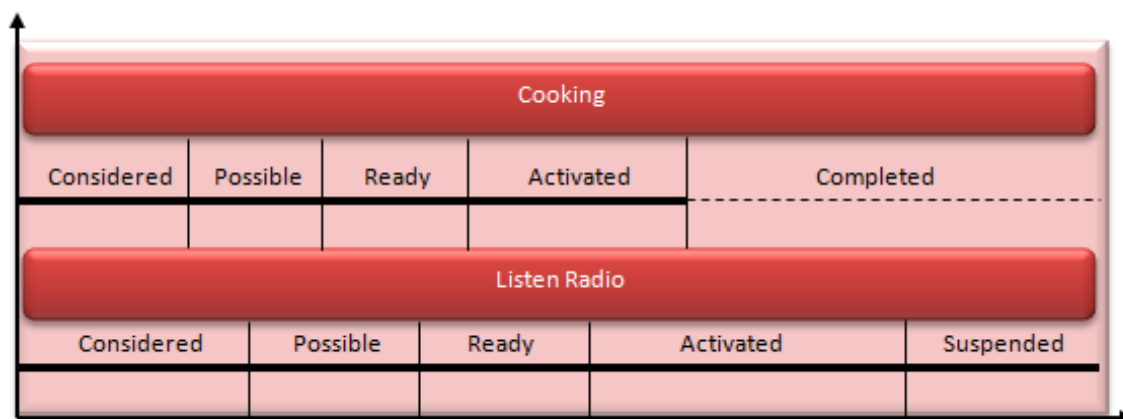 Cooking
Considered Possible Ready Activated Completed
Listen Radio
Considered Possible Ready Activated Suspended